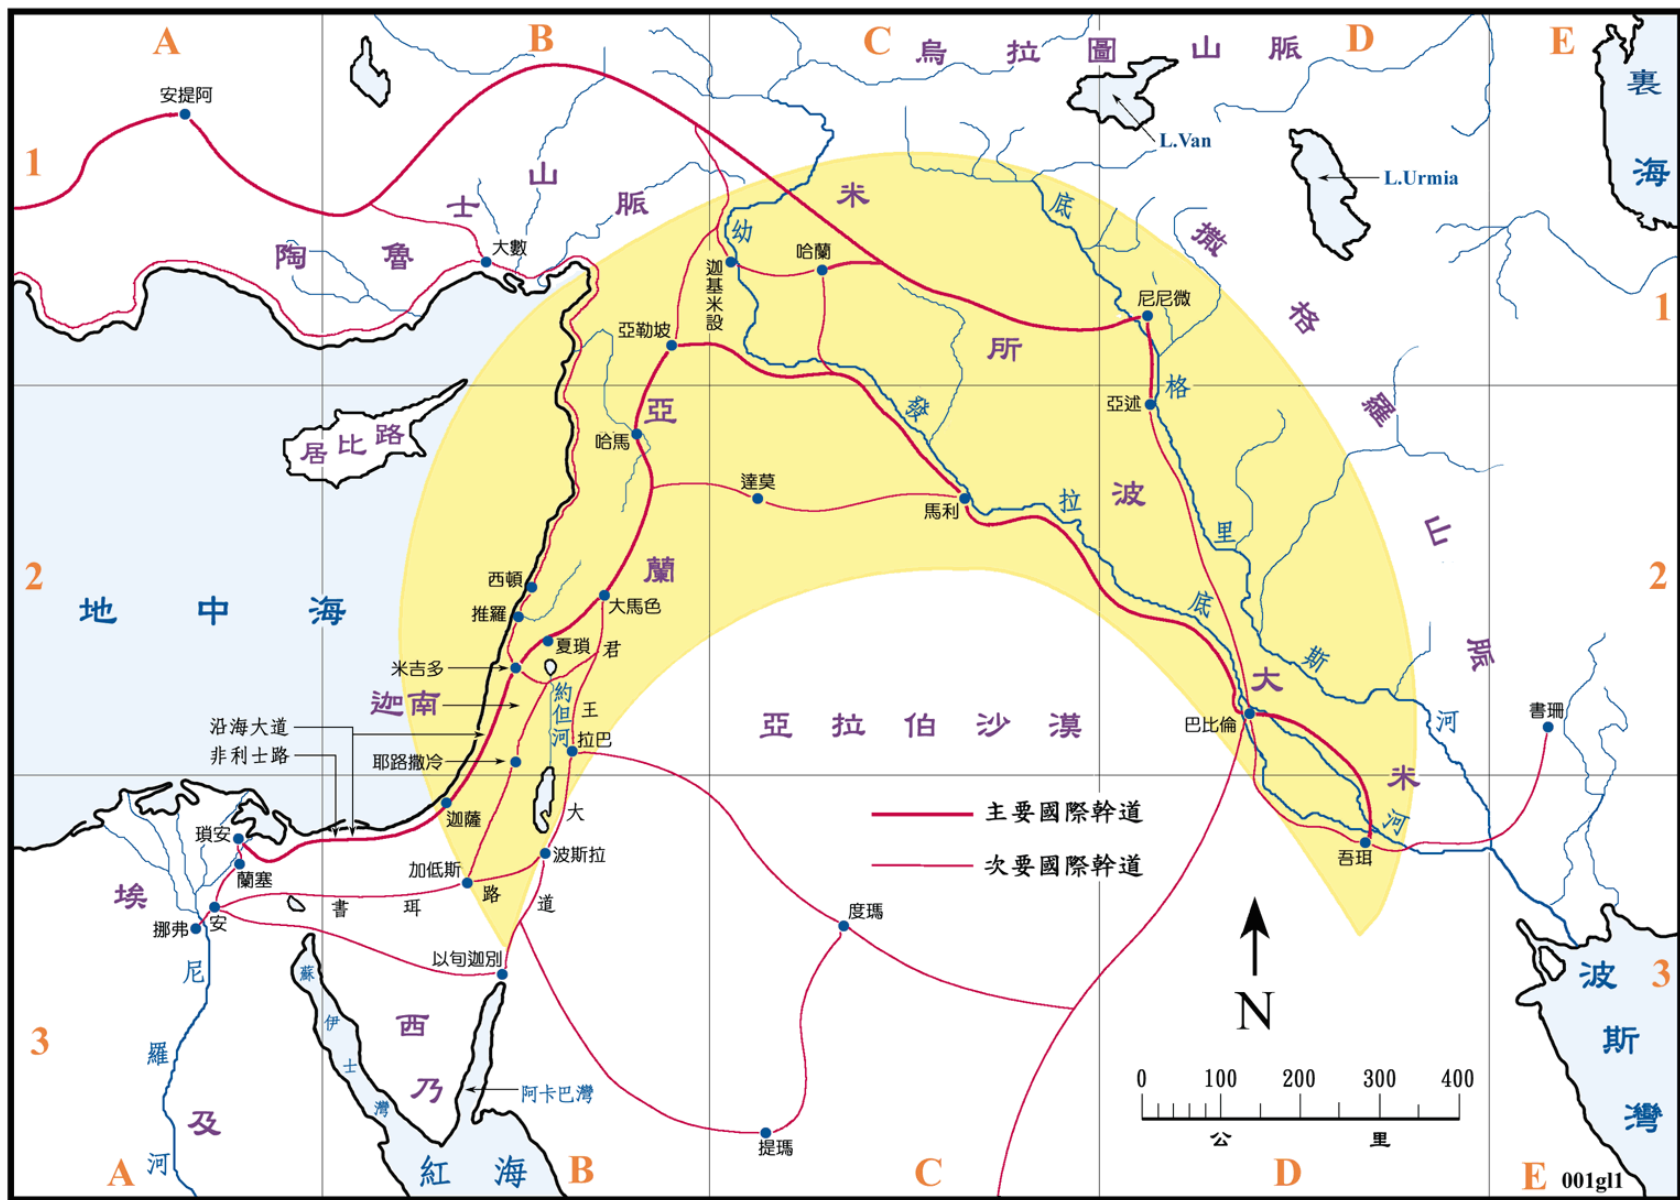 A
B
C
D
E
烏拉圖山脈
裏海
安提阿
L.Van
L.Urmia
1
1
陶魯士山脈
大數
米所波大米
幼發拉底河
底格里斯河
撒格羅山脈
哈蘭
迦基米設
尼尼微
亞勒坡
亞述
居比路
哈馬
亞蘭
達莫
馬利
2
2
地中海
西頓
推羅
大馬色
夏瑣
米吉多
君王大道
約但河
迦南
沿海大道
非利士路
耶路撒冷
拉巴
亞拉伯沙漠
巴比倫
書珊
迦薩
瑣安
蘭塞
加低斯
波斯拉
主要國際幹道
次要國際幹道
吾珥
埃及
書珥路
挪弗
安
度瑪
以旬迦別
尼羅河
蘇伊士灣
西乃
阿卡巴灣
提瑪
N
0 100 200 300 400
公里
波斯灣
3
3
紅海
A
B
C
D
E
001gl1